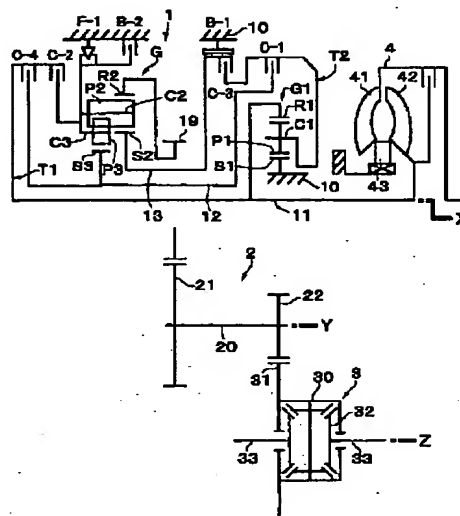 F-1 B-2 1 B-1 10
C-4 C-2 R2 G C-1 4
P2 C-3 T2 41 42
C2 19 G1
R1
C3 C1
S2 P1
S3 P3 S1 43
T1 10
13 12 11 X
2
21 22
20 Y
31 30 3
32
33 33 Z